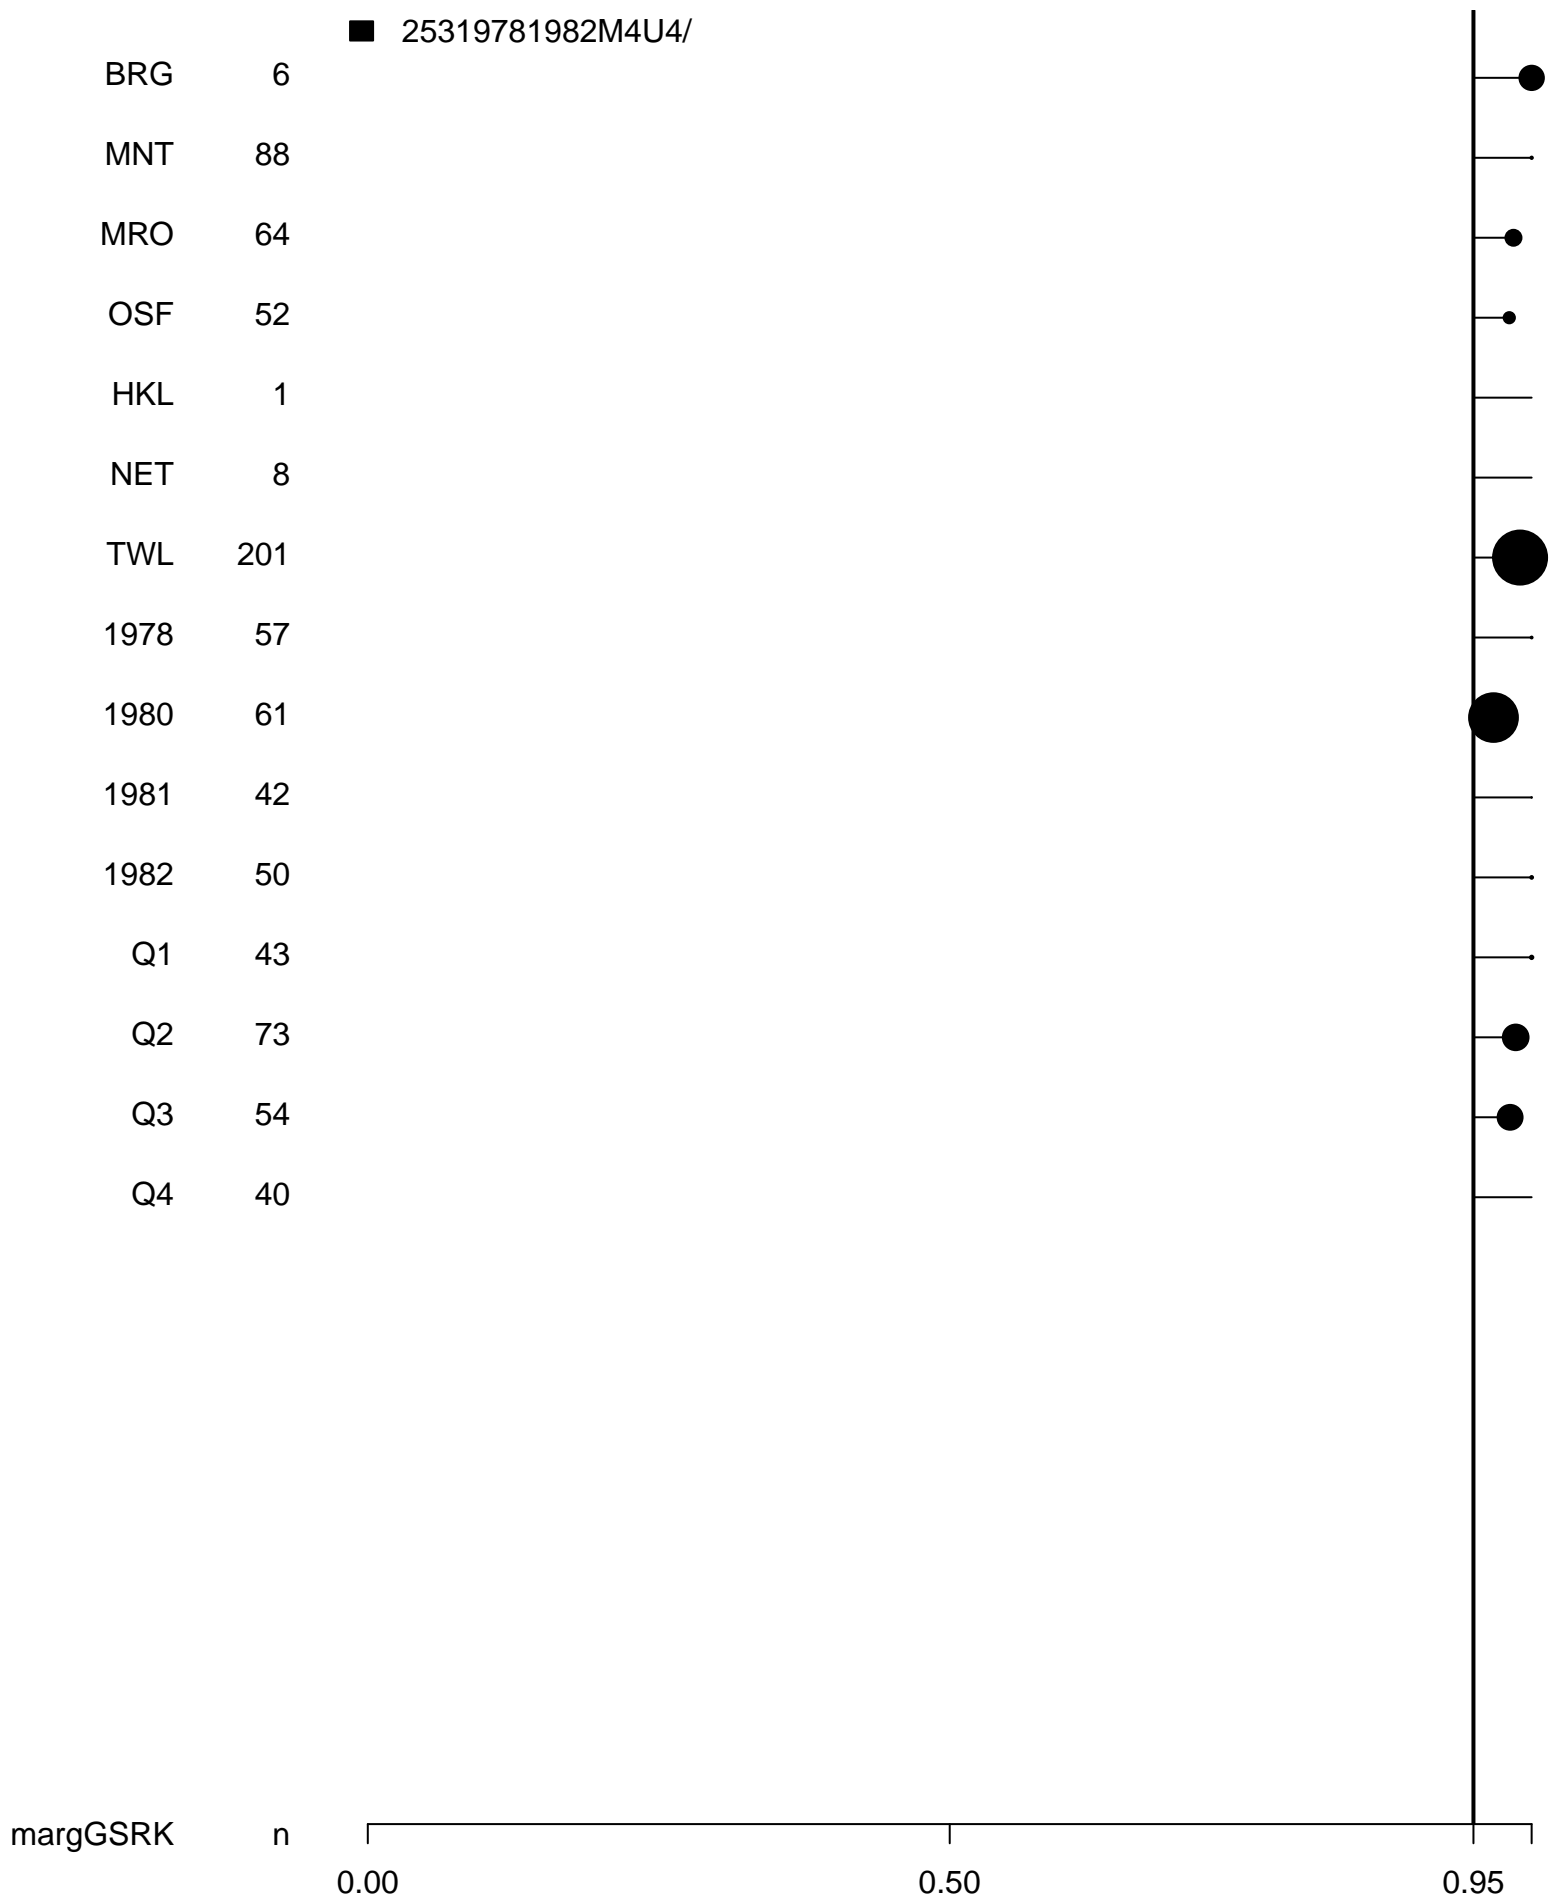 25319781982M4U4/
BRG 6
MNT 88
MRO 64
OSF 52
HKL 1
NET 8
TWL 201
1978 57
1980 61
1981 42
1982 50
Q1 43
Q2 73
Q3 54
Q4 40
margGSRK n
0.00 0.50 0.95